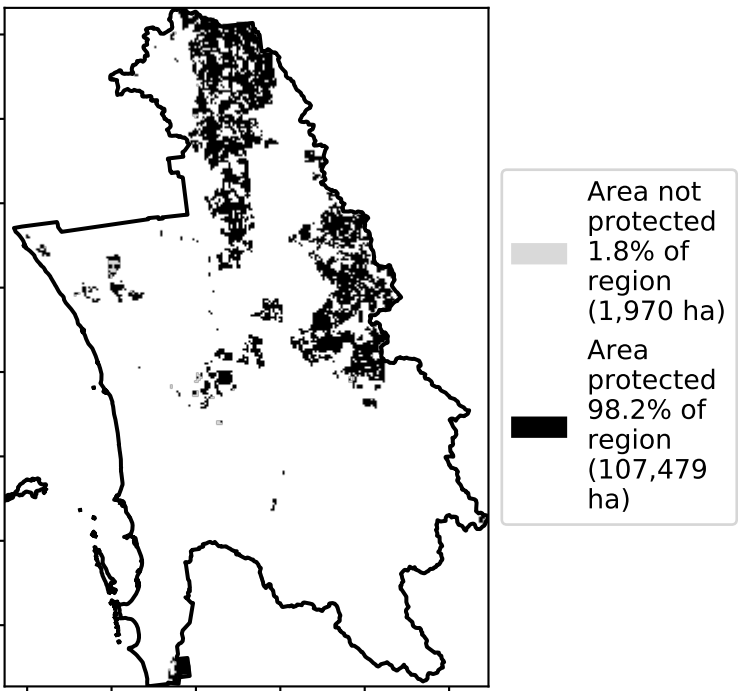 Area not
protected
1.8% of
region
(1,970 ha)
Area
protected
98.2% of
region
(107,479
ha)